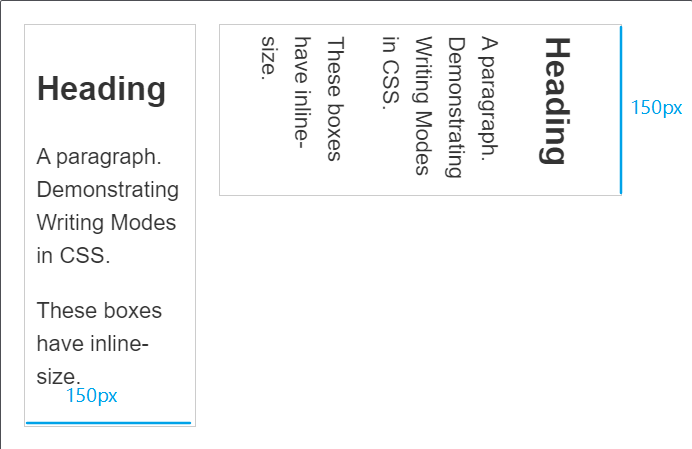 Heading
A paragraph.
Demonstrating
Writing Modes
in CSS.
These boxes
have inline-
size.
150px
Heading
A paragraph.
Demonstrating
Writing Modes
in CSS.
These boxes
have inline-
size.
150px